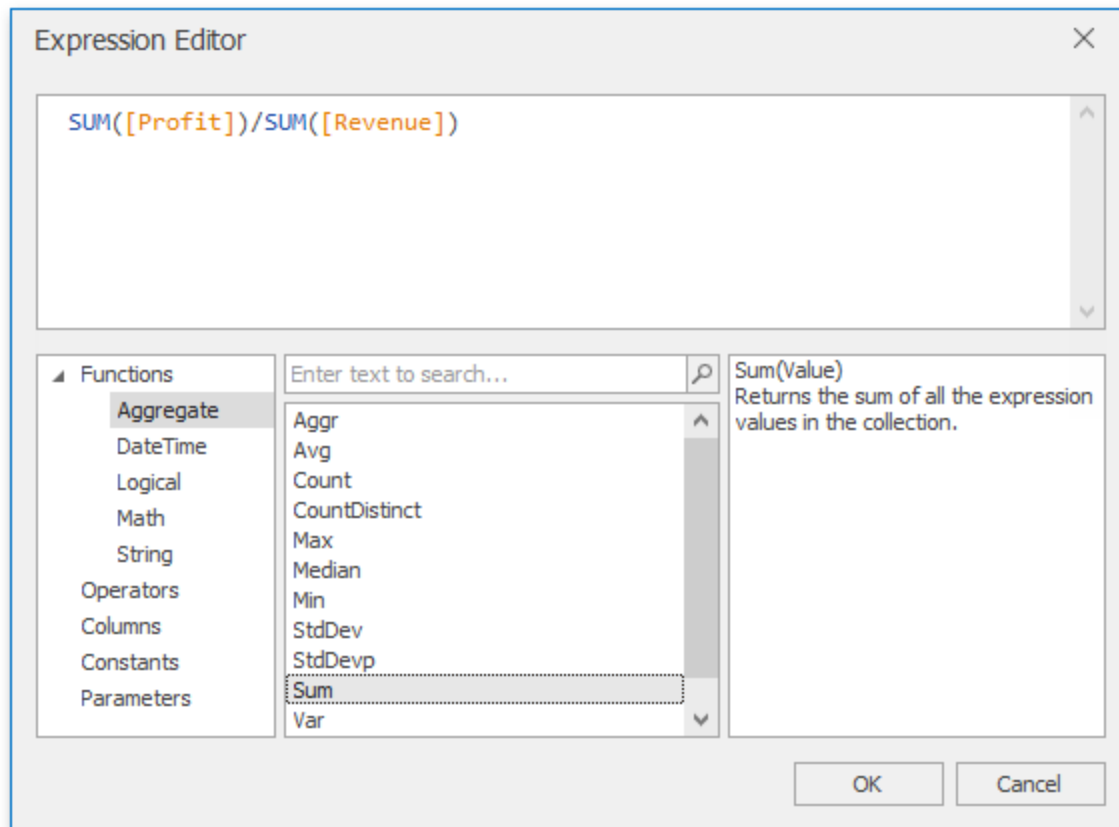 Expression Editor
SUM([Profit])/SUM([Revenue])
Functions
Aggregate
DateTime
Logical
Math
String
Operators
Columns
Constants
Parameters
Enter text to search...
Aggr
Avg
Count
CountDistinct
Max
Median
Min
StdDev
StdDevp
Sum
Var
Sum(Value)
Returns the sum of all the expression
values in the collection.
OK
Cancel